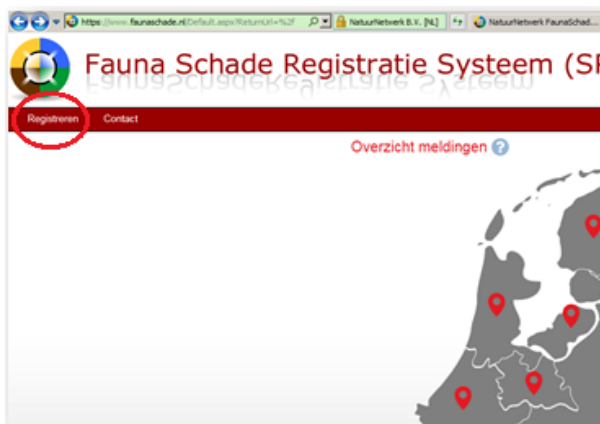 https://www.faunaschade.nl/Default.aspx?ReturnUrl=%2f NatuurNetwerk B.V. [NL] NatuurNetwerk FaunaSchad...
Fauna Schade Registratie Systeem (S
Registreren Contact
Overzicht meldingen ?